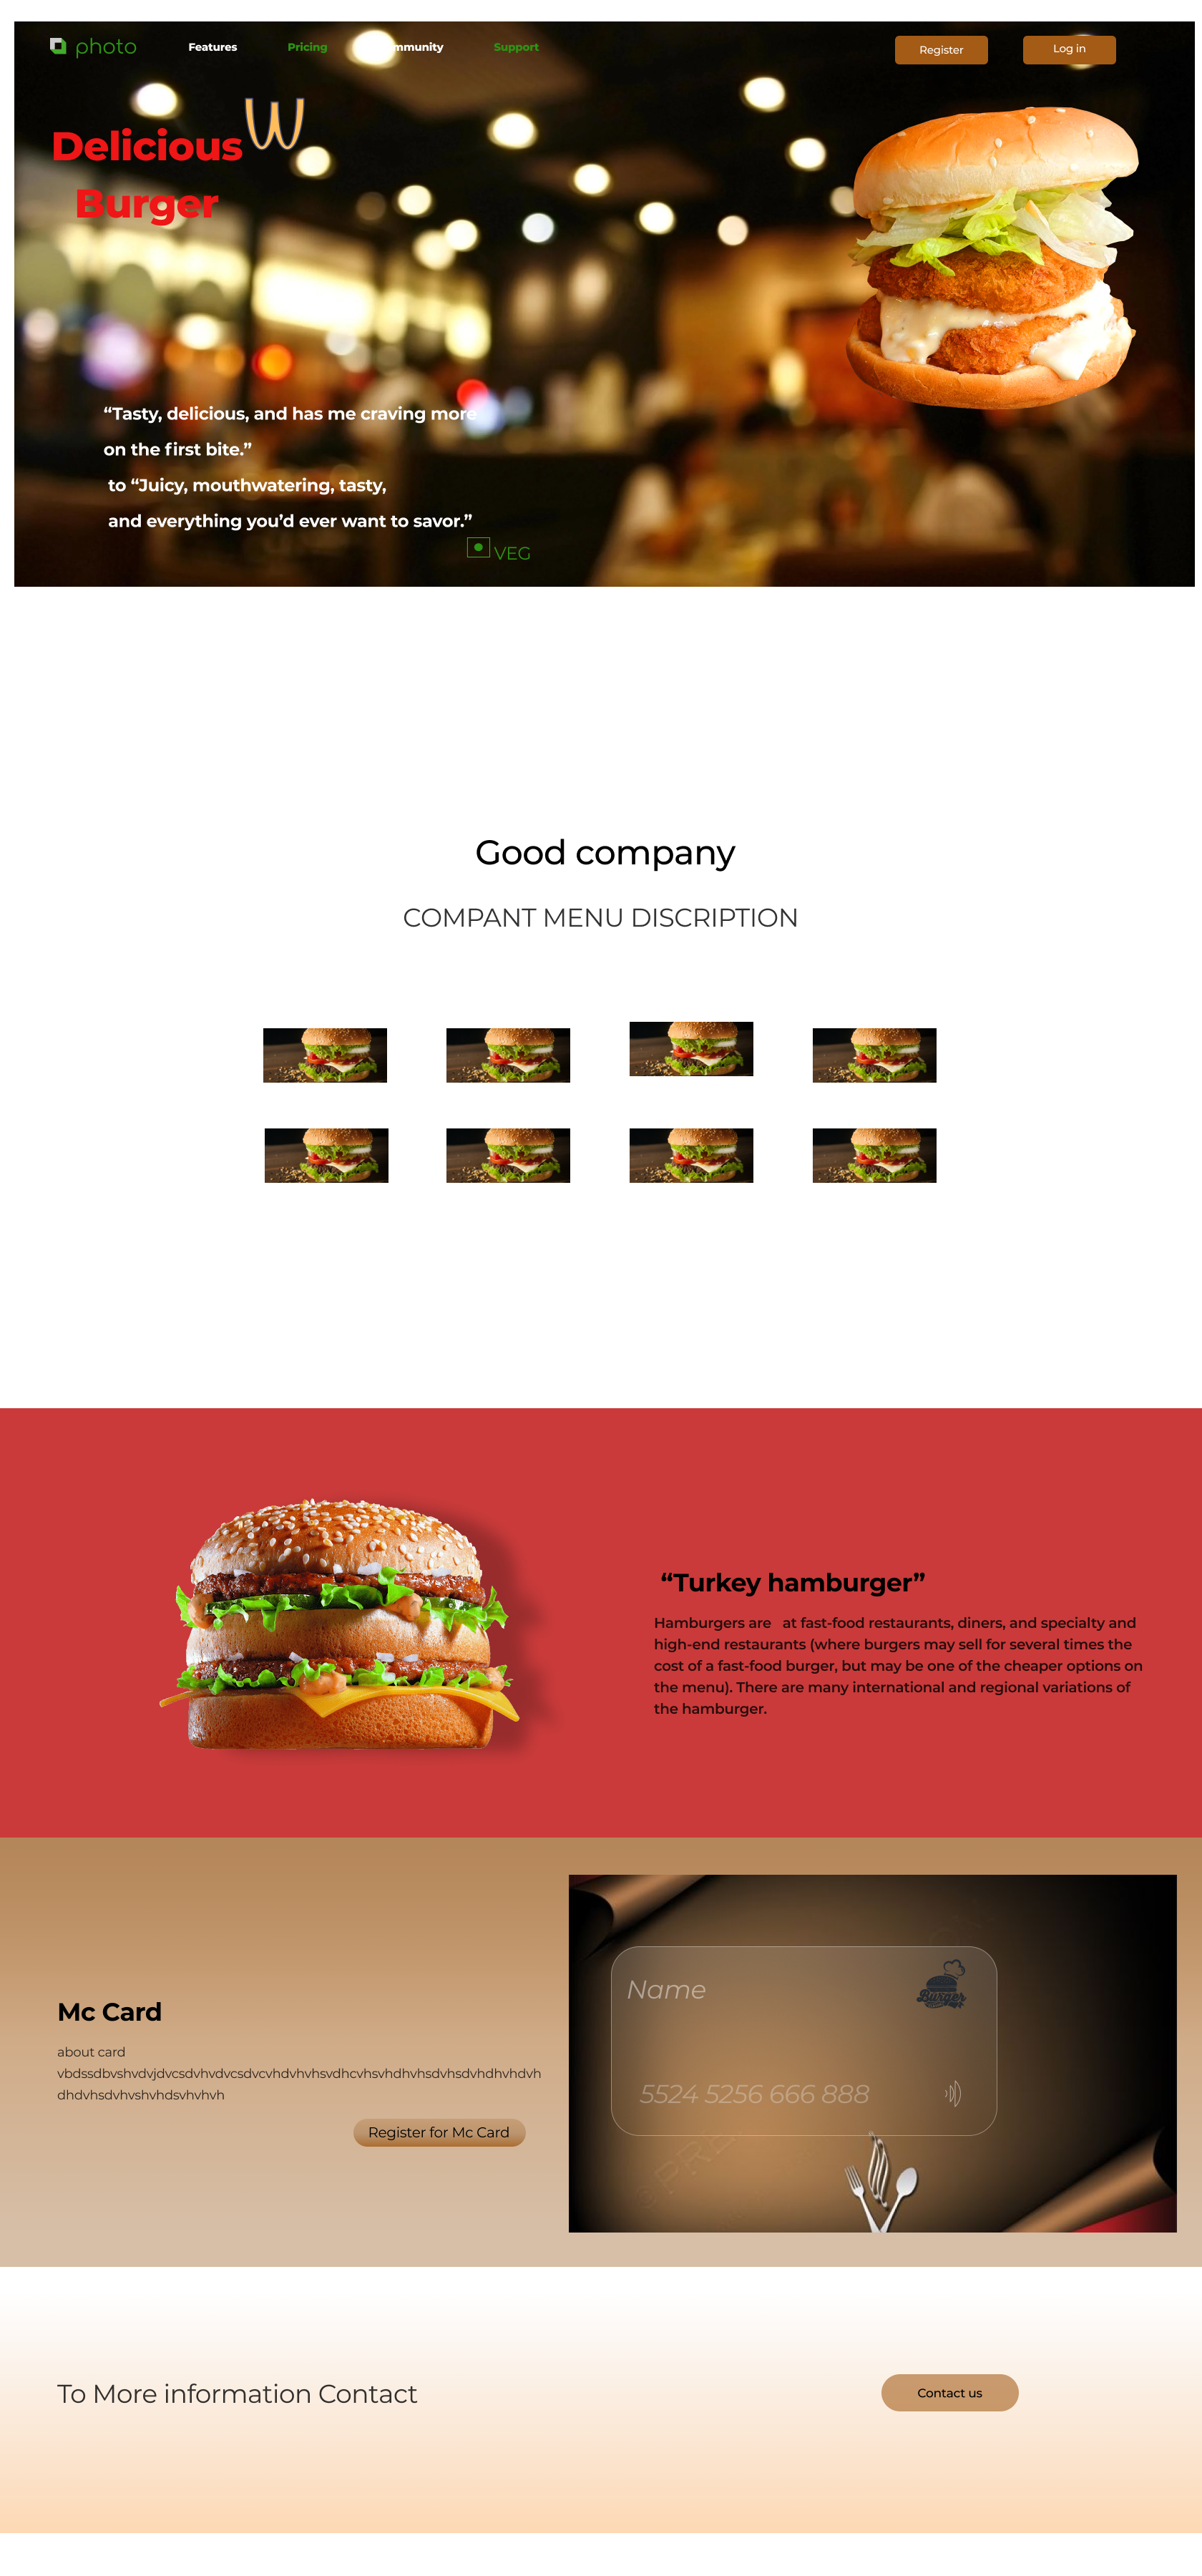 photo
Features
Pricing
mmunity
Support
Register
Log in
W
Delicious
Burger
“Tasty, delicious, and has me craving more
on the first bite.”
to “Juicy, mouthwatering, tasty,
and everything you’d ever want to savor.”
VEG
Good company
COMPANT MENU DISCRIPTION
“Turkey hamburger”
Hamburgers are at fast-food restaurants, diners, and specialty and
high-end restaurants (where burgers may sell for several times the
cost of a fast-food burger, but may be one of the cheaper options on
the menu). There are many international and regional variations of
the hamburger.
Mc Card
about card
vbdssdbvshvdvjdvcsdvhvdvcsdvcvhdvhvhsvdhcvhsvhdhvhsdvhsdvhdhvhdvh
dhdvhsdvhvshvhdsvhvhvh
Register for Mc Card
Name
Burger
5524 5256 666 888
To More information Contact
Contact us